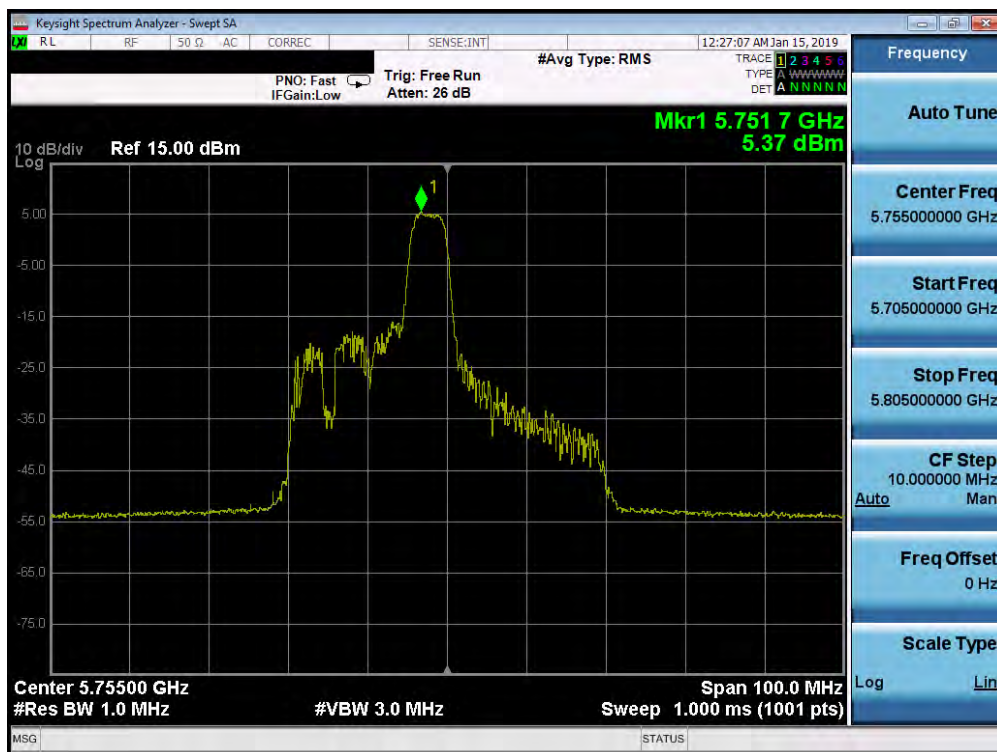 Keysight Spectrum Analyzer - Swept SA
LXI RL RF 50 Ω AC CORREC SENSE:INT 12:27:07 AM Jan 15, 2019
PNO: Fast
IFGain:Low
Trig: Free Run
Atten: 26 dB
#Avg Type: RMS
TRACE 1 2 3 4 5 6
TYPE A WWWWW
DET A N N N N N
Mkr1 5.751 7 GHz
5.37 dBm
10 dB/div Ref 15.00 dBm
Log
1
5.00
-5.00
-15.0
-25.0
-35.0
-45.0
-55.0
-65.0
-75.0
Center 5.75500 GHz Span 100.0 MHz
#Res BW 1.0 MHz #VBW 3.0 MHz Sweep 1.000 ms (1001 pts)
MSG STATUS
Frequency
Auto Tune
Center Freq
5.755000000 GHz
Start Freq
5.705000000 GHz
Stop Freq
5.805000000 GHz
CF Step
10.000000 MHz
Auto Man
Freq Offset
0 Hz
Scale Type
Log Lin